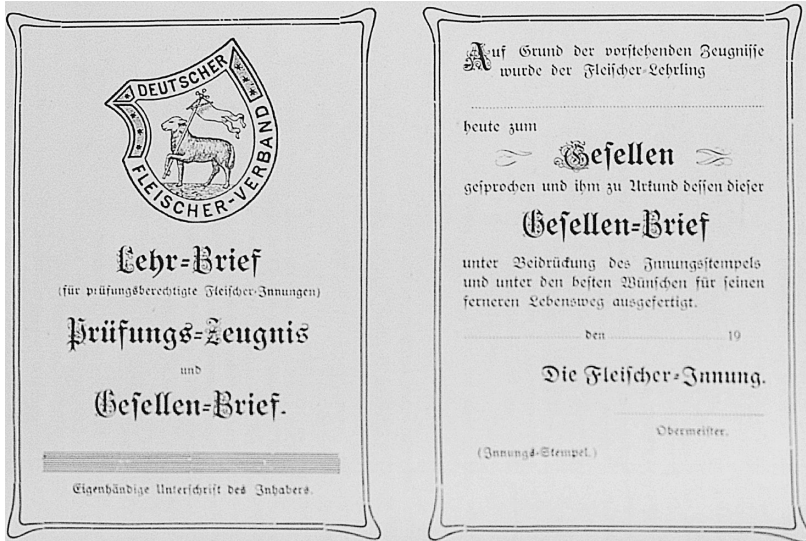 DEUTSCHER
FLEISCHER-VERBAND
Lehr-Brief
(für prüfungsberechtigte Fleischer-Innungen)
Prüfungs-Zeugnis
und
Gesellen-Brief.
Eigenhändige Unterschrift des Inhabers.
Auf Grund der vorstehenden Zeugnisse
wurde der Fleischer-Lehrling
heute zum
Gesellen
gesprochen und ihm zu Urkund dessen dieser
Gesellen-Brief
unter Beidrückung des Innungsstempels
und unter den besten Wünschen für seinen
ferneren Lebensweg ausgefertigt.
den 19
Die Fleischer-Innung.
Obermeister.
(Innungs-Stempel.)